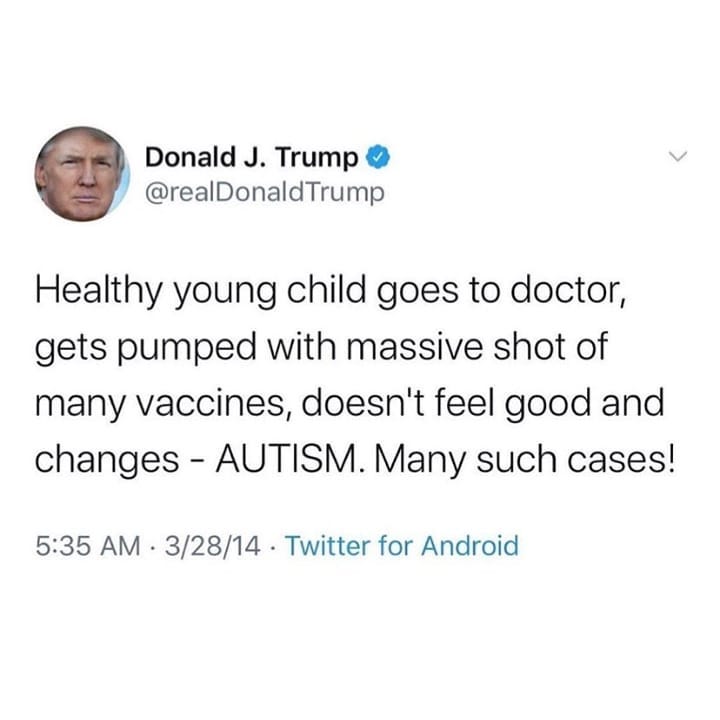 Donald J. Trump
@realDonaldTrump
Healthy young child goes to doctor,
gets pumped with massive shot of
many vaccines, doesn't feel good and
changes - AUTISM. Many such cases!
5:35 AM · 3/28/14 · Twitter for Android